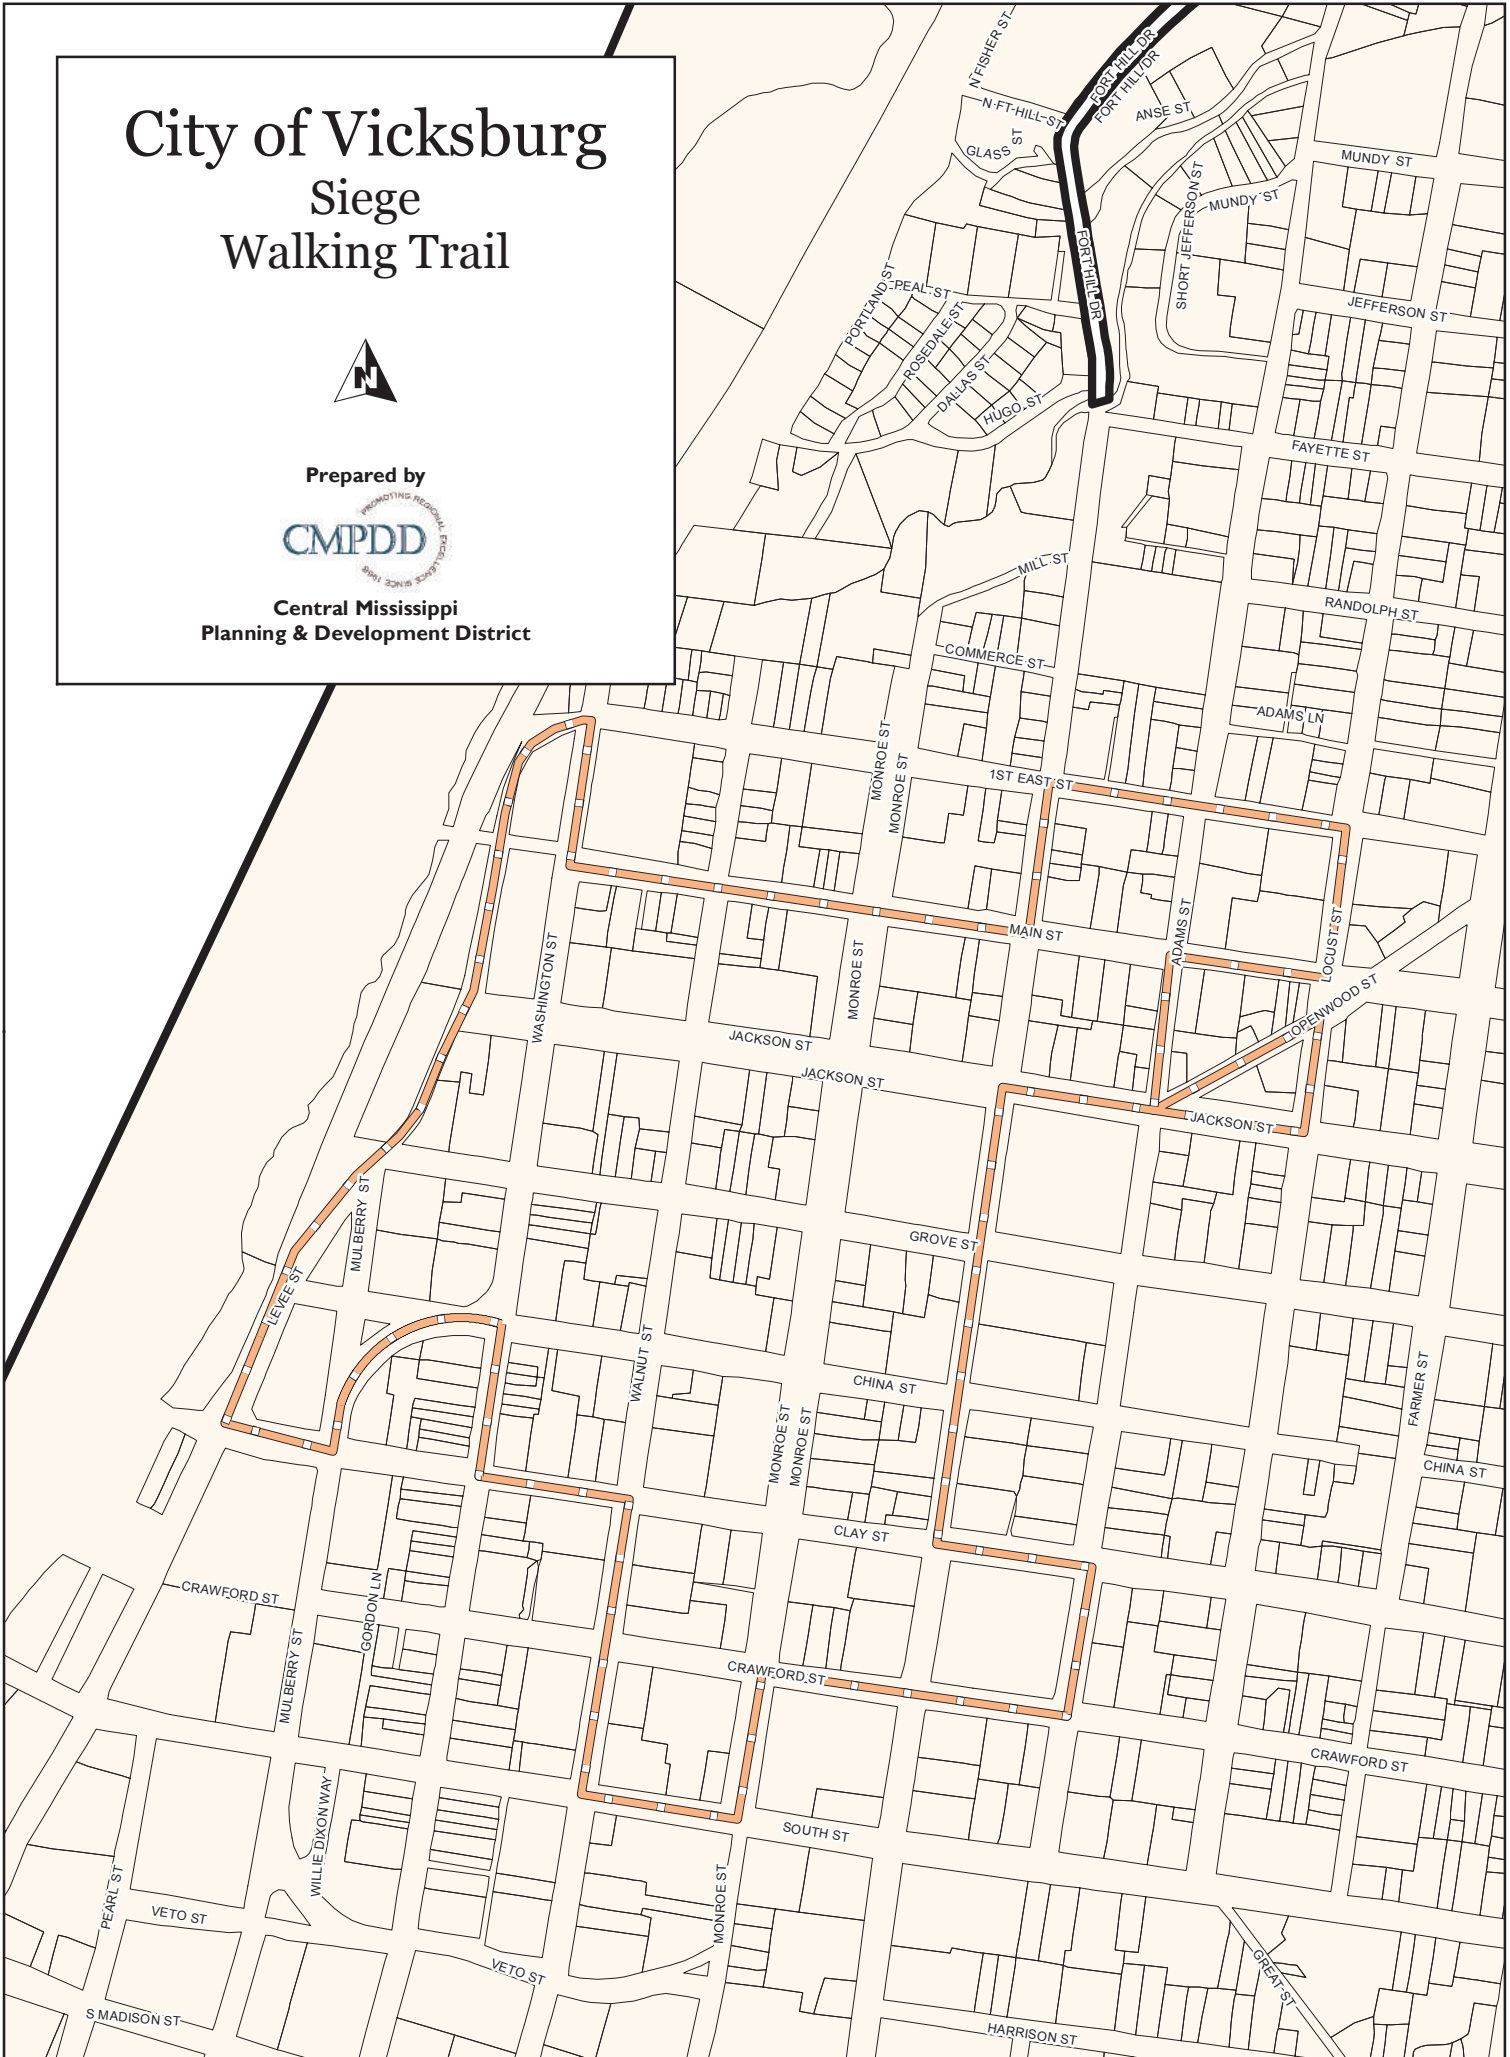 City of Vicksburg
Siege
Walking Trail
N
Prepared by
PROMOTING REGIONAL EXCELLENCE SINCE 1968
CMPDD
Central Mississippi
Planning & Development District
N FISHER ST
FORT HILL DR
FORT HILL DR
N FT HILL ST
ANSE ST
GLASS ST
MUNDY ST
SHORT JEFFERSON ST
MUNDY ST
FORT HILL DR
PORTLAND ST
PEAL ST
JEFFERSON ST
ROSEDALE ST
DALLAS ST
HUGO ST
FAYETTE ST
MILL ST
RANDOLPH ST
COMMERCE ST
ADAMS LN
MONROE ST
MONROE ST
1ST EAST ST
MAIN ST
ADAMS ST
LOCUST ST
WASHINGTON ST
MONROE ST
OPENWOOD ST
JACKSON ST
JACKSON ST
JACKSON ST
MULBERRY ST
GROVE ST
LEVEE ST
WALNUT ST
CHINA ST
FARMER ST
MONROE ST
MONROE ST
CHINA ST
CLAY ST
CRAWFORD ST
GORDON LN
MULBERRY ST
CRAWFORD ST
CRAWFORD ST
WILLIE DIXON WAY
SOUTH ST
PEARL ST
MONROE ST
VETO ST
VETO ST
GREAT ST
S MADISON ST
HARRISON ST